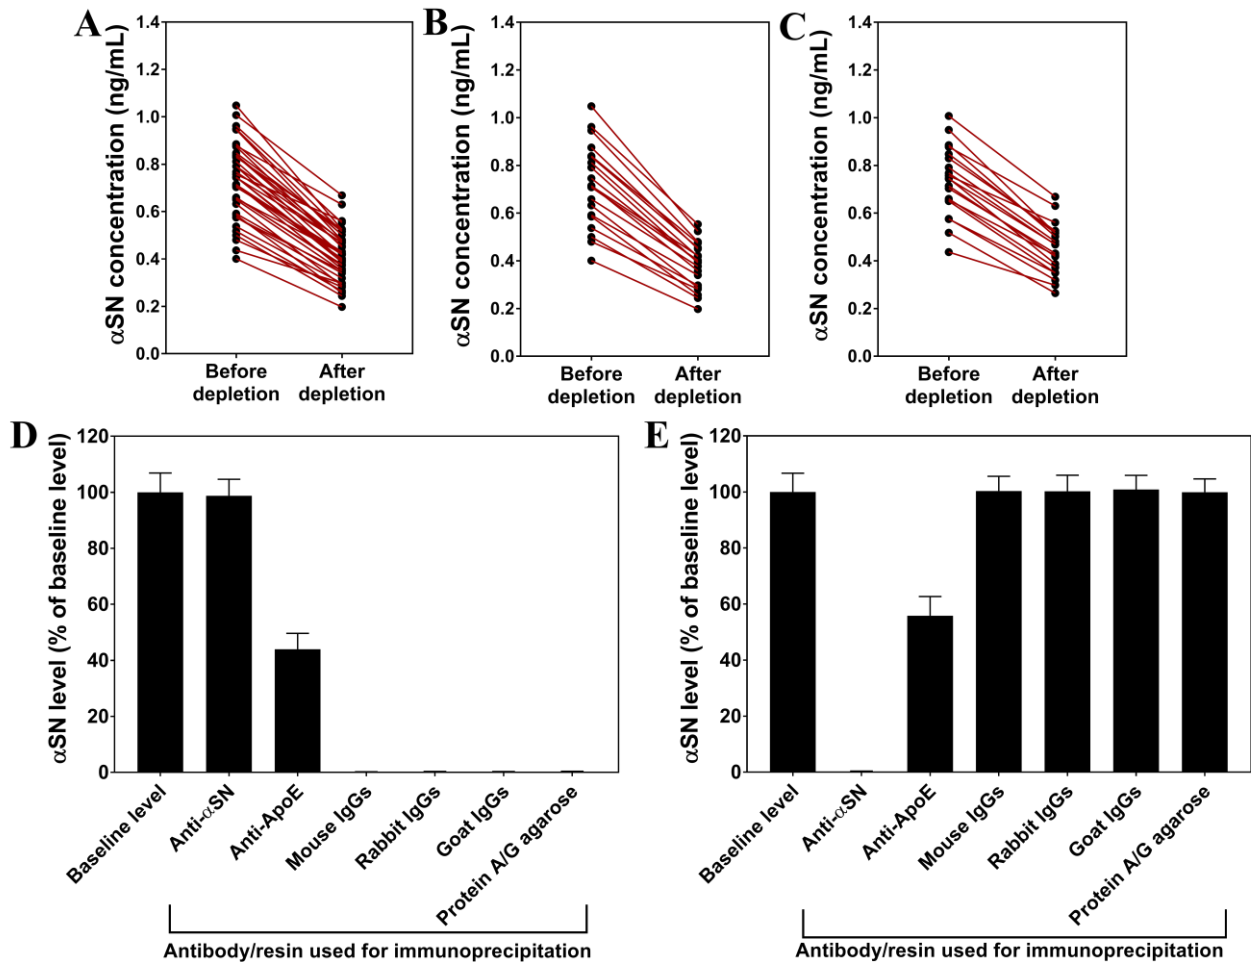 A
αSN concentration (ng/mL)
1.4
1.2
1.0
0.8
0.6
0.4
0.2
0.0
Before
depletion
After
depletion
B
αSN concentration (ng/mL)
1.4
1.2
1.0
0.8
0.6
0.4
0.2
0.0
Before
depletion
After
depletion
C
αSN concentration (ng/mL)
1.4
1.2
1.0
0.8
0.6
0.4
0.2
0.0
Before
depletion
After
depletion
D
αSN level (% of baseline level)
120
100
80
60
40
20
0
Baseline level
Anti-αSN
Anti-ApoE
Mouse IgGs
Rabbit IgGs
Goat IgGs
Protein A/G agarose
Antibody/resin used for immunoprecipitation
E
αSN level (% of baseline level)
120
100
80
60
40
20
0
Baseline level
Anti-αSN
Anti-ApoE
Mouse IgGs
Rabbit IgGs
Goat IgGs
Protein A/G agarose
Antibody/resin used for immunoprecipitation